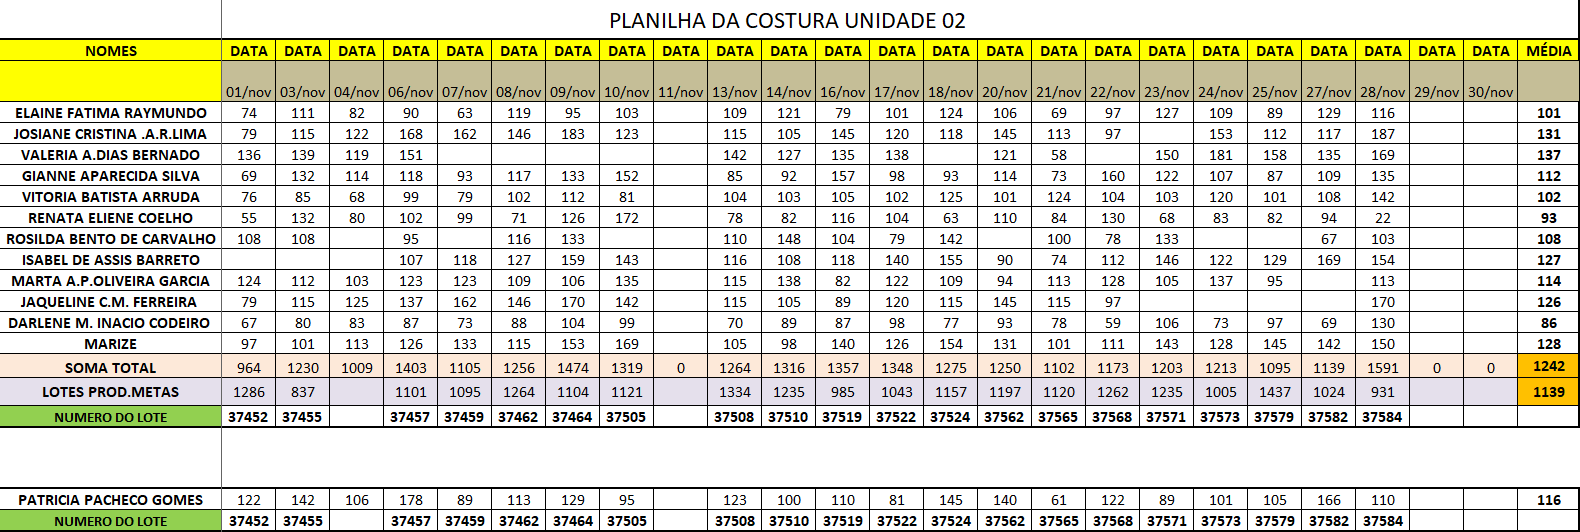 PLANILHA DA COSTURA UNIDADE 02
NOMES DATA DATA DATA DATA DATA DATA DATA DATA DATA DATA DATA DATA DATA DATA DATA DATA DATA DATA DATA DATA DATA DATA DATA DATA MÉDIA
01/nov 03/nov 04/nov 06/nov 07/nov 08/nov 09/nov 10/nov 11/nov 13/nov 14/nov 16/nov 17/nov 18/nov 20/nov 21/nov 22/nov 23/nov 24/nov 25/nov 27/nov 28/nov 29/nov 30/nov
ELAINE FATIMA RAYMUNDO 74 111 82 90 63 119 95 103 109 121 79 101 124 106 69 97 127 109 89 129 116 101
JOSIANE CRISTINA .A.R.LIMA 79 115 122 168 162 146 183 123 115 105 145 120 118 145 113 97 153 112 117 187 131
VALERIA A.DIAS BERNADO 136 139 119 151 142 127 135 138 121 58 150 181 158 135 169 137
GIANNE APARECIDA SILVA 69 132 114 118 93 117 133 152 85 92 157 98 93 114 73 160 122 107 87 109 135 112
VITORIA BATISTA ARRUDA 76 85 68 99 79 102 112 81 104 103 105 102 125 101 124 104 103 120 101 108 142 102
RENATA ELIENE COELHO 55 132 80 102 99 71 126 172 78 82 116 104 63 110 84 130 68 83 82 94 22 93
ROSILDA BENTO DE CARVALHO 108 108 95 116 133 110 148 104 79 142 100 78 133 67 103 108
ISABEL DE ASSIS BARRETO 107 118 127 159 143 116 108 118 140 155 90 74 112 146 122 129 169 154 127
MARTA A.P.OLIVEIRA GARCIA 124 112 103 123 123 109 106 135 115 138 82 122 109 94 113 128 105 137 95 113 114
JAQUELINE C.M. FERREIRA 79 115 125 137 162 146 170 142 115 105 89 120 115 145 115 97 170 126
DARLENE M. INACIO CODEIRO 67 80 83 87 73 88 104 99 70 89 87 98 77 93 78 59 106 73 97 69 130 86
MARIZE 97 101 113 126 133 115 153 169 105 98 140 126 154 131 101 111 143 128 145 142 150 128
SOMA TOTAL 964 1230 1009 1403 1105 1256 1474 1319 0 1264 1316 1357 1348 1275 1250 1102 1173 1203 1213 1095 1139 1591 0 0 1242
LOTES PROD.METAS 1286 837 1101 1095 1264 1104 1121 1334 1235 985 1043 1157 1197 1120 1262 1235 1005 1437 1024 931 1139
NUMERO DO LOTE 37452 37455 37457 37459 37462 37464 37505 37508 37510 37519 37522 37524 37562 37565 37568 37571 37573 37579 37582 37584
PATRICIA PACHECO GOMES 122 142 106 178 89 113 129 95 123 100 110 81 145 140 61 122 89 101 105 166 110 116
NUMERO DO LOTE 37452 37455 37457 37459 37462 37464 37505 37508 37510 37519 37522 37524 37562 37565 37568 37571 37573 37579 37582 37584